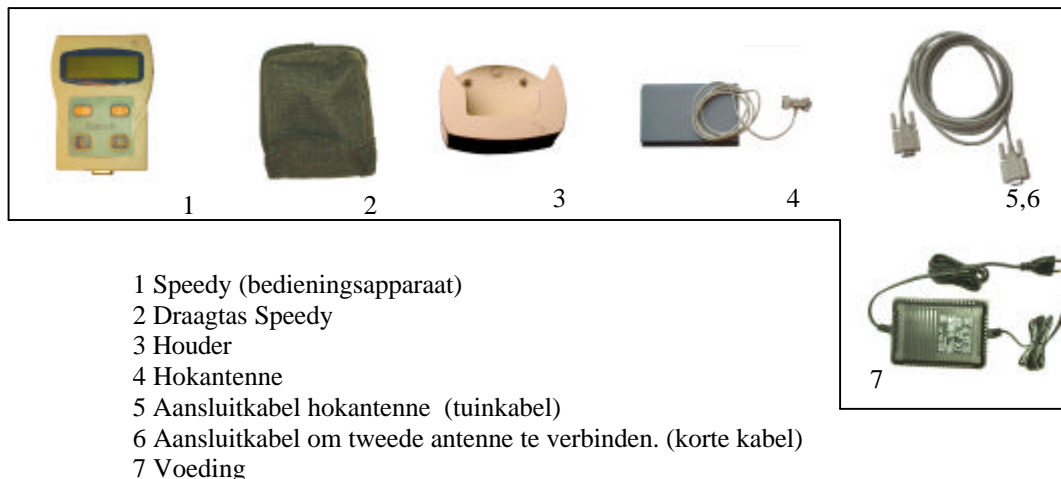 1
2
3
4
5,6
7
1 Speedy (bedieningsapparaat)
2 Draagtas Speedy
3 Houder
4 Hokantenne
5 Aansluitkabel hokantenne (tuinkabel)
6 Aansluitkabel om tweede antenne te verbinden. (korte kabel)
7 Voeding